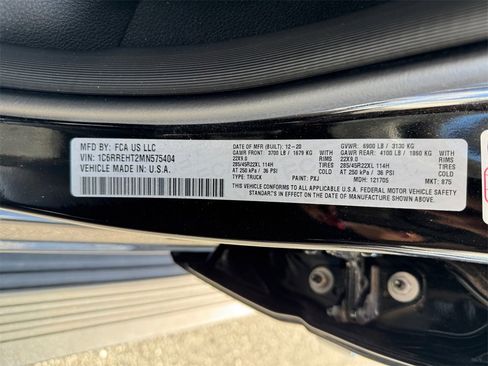 MFD BY: FCA US LLC
VIN: 1C6RREHT2MN575404
VEHICLE MADE IN: U.S.A.
DATE OF MFR (BUILT): 12-20 GVWR: 6900 LB / 3130 KG
GAWR FRONT: 3700 LB / 1679 KG WITH GAWR REAR: 4100 LB / 1860 KG WITH
22X9.0 RIMS 22X9.0 RIMS
285/45R22XL 114H TIRES 285/45R22XL 114H TIRES
AT 250 kPa / 36 PSI COLD AT 250 kPa / 36 PSI COLD
TYPE: TRUCK PAINT: PXJ MDH: 121705 MKT: 875
THIS VEHICLE CONFORMS TO ALL APPLICABLE U.S.A. FEDERAL MOTOR VEHICLE SAFETY
STANDARDS IN EFFECT ON THE DATE OF MANUFACTURE SHOWN ABOVE.